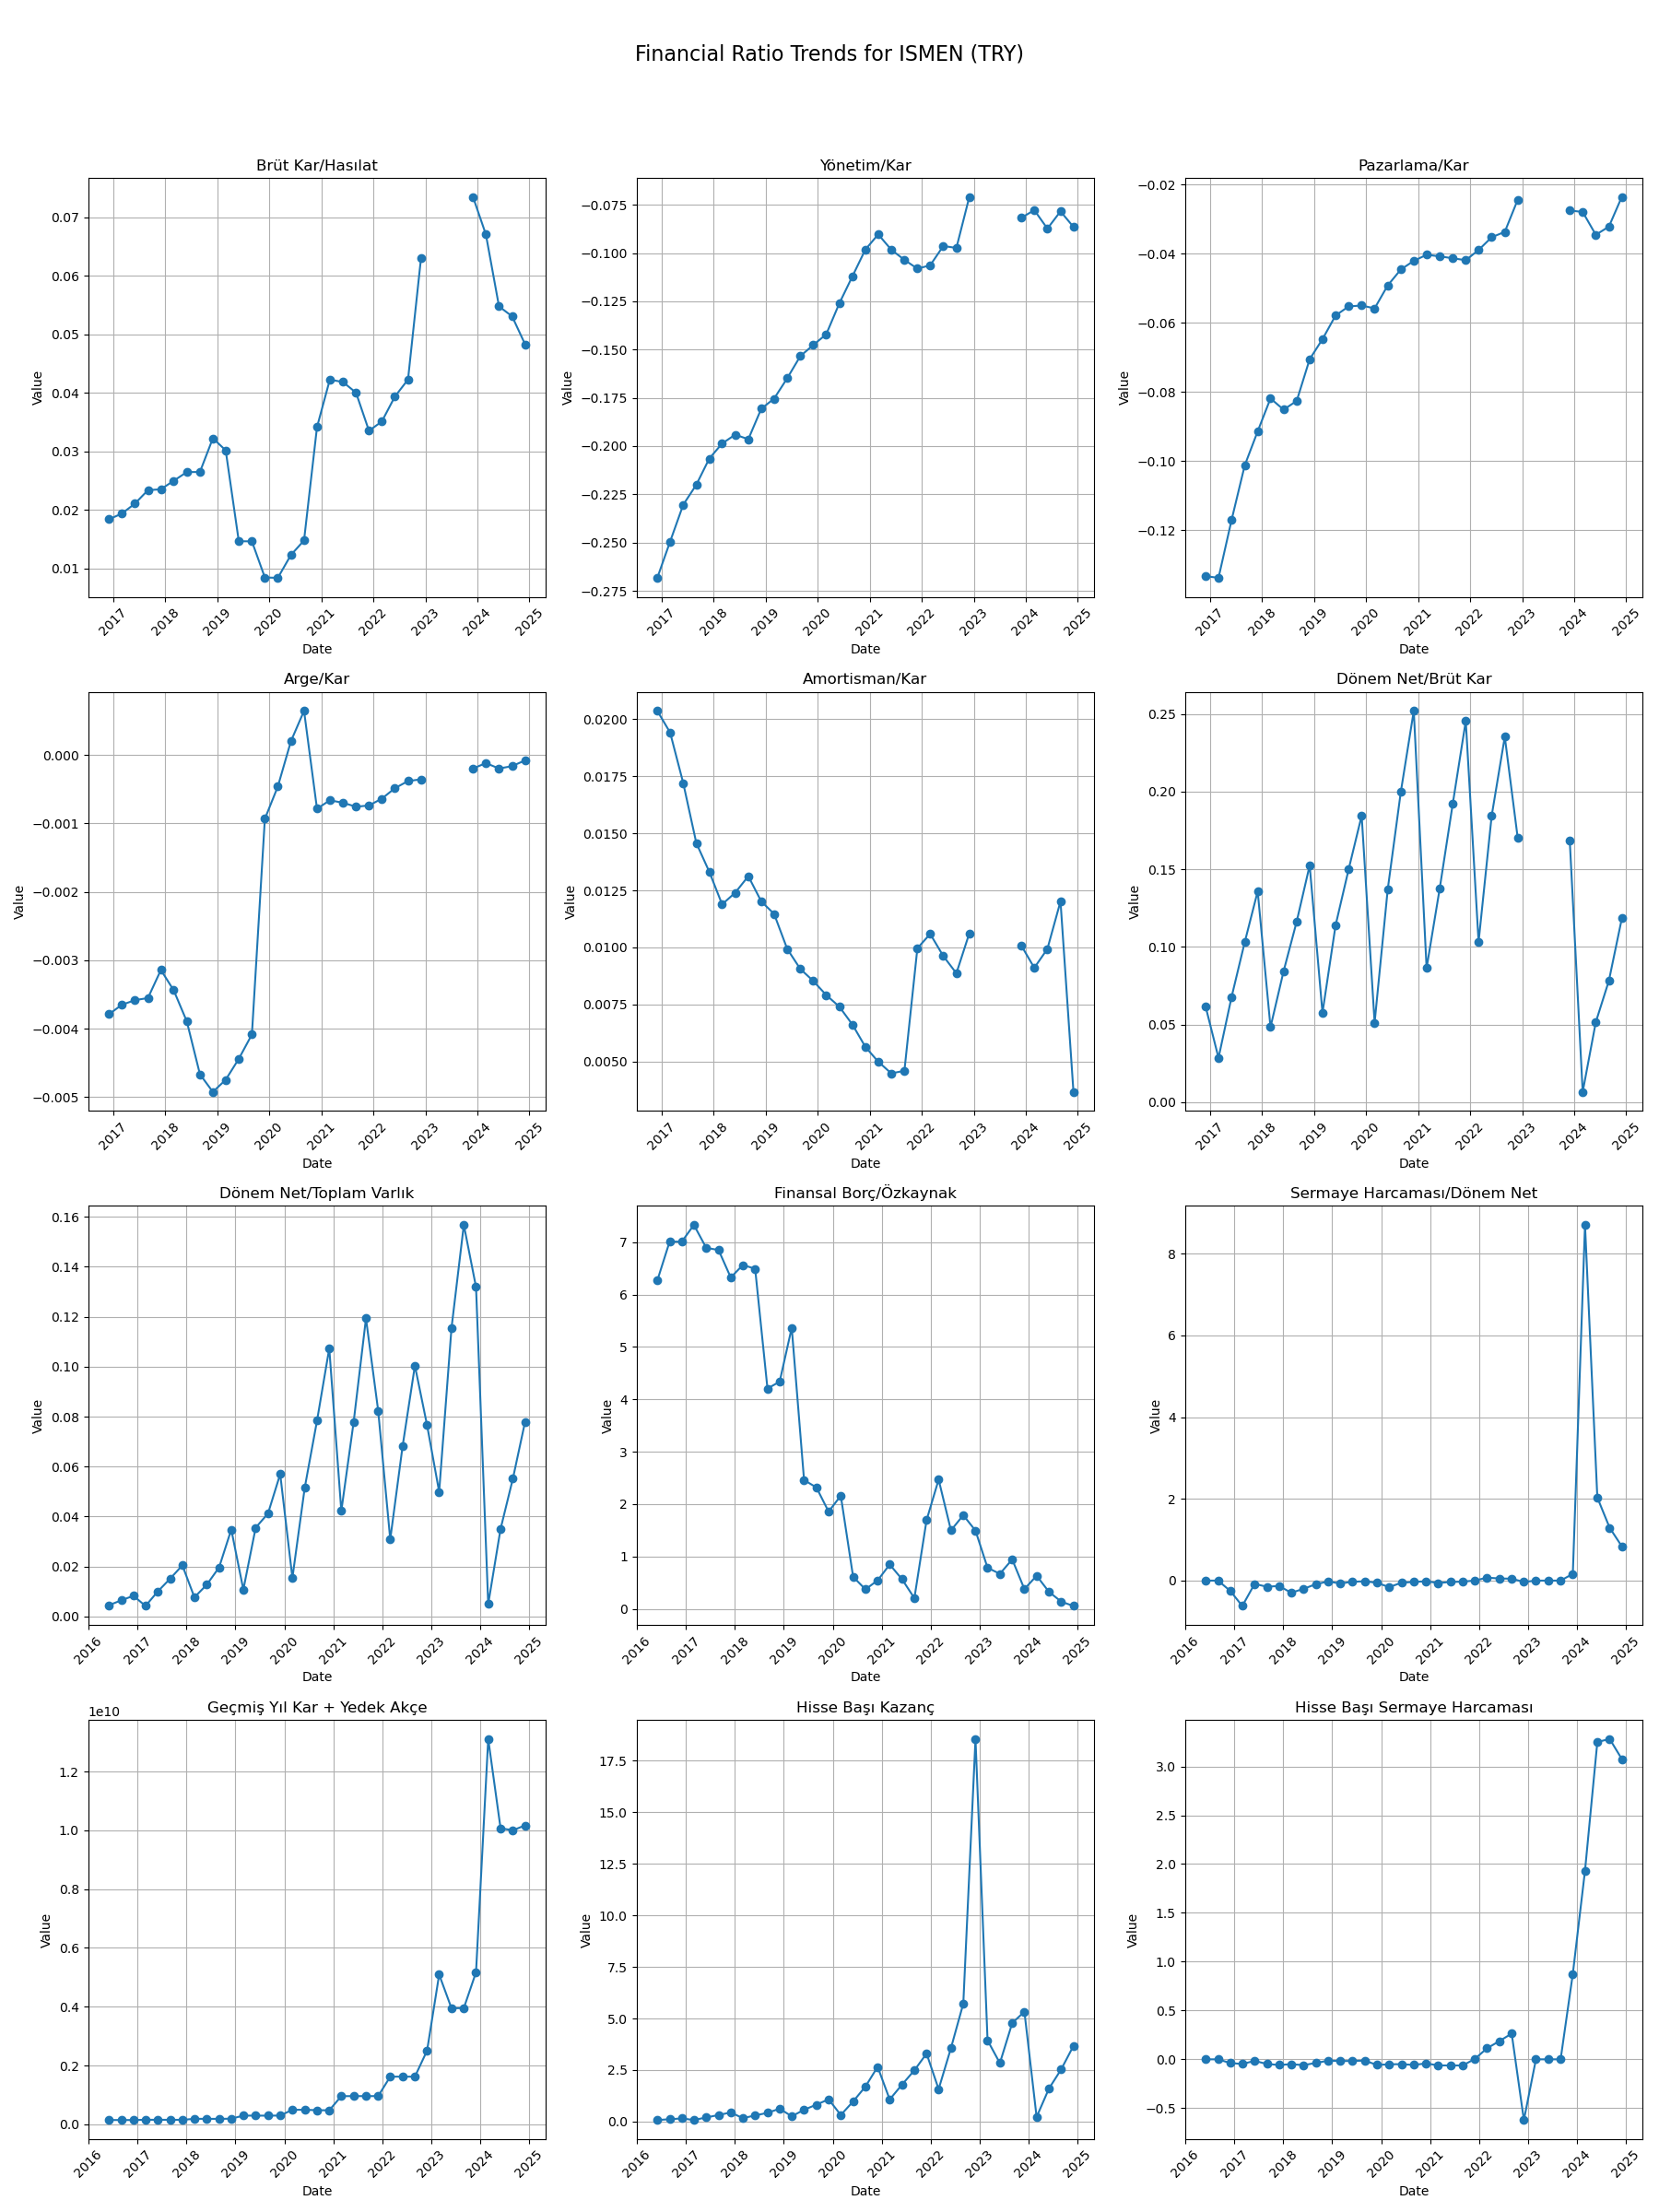 Financial Ratio Trends for ISMEN (TRY)
Brüt Kar/Hasılat
Value
0.07
0.06
0.05
0.04
0.03
0.02
0.01
2017 2018 2019 2020 2021 2022 2023 2024 2025
Date
Yönetim/Kar
Value
−0.075
−0.100
−0.125
−0.150
−0.175
−0.200
−0.225
−0.250
−0.275
2017 2018 2019 2020 2021 2022 2023 2024 2025
Date
Pazarlama/Kar
Value
−0.02
−0.04
−0.06
−0.08
−0.10
−0.12
2017 2018 2019 2020 2021 2022 2023 2024 2025
Date
Arge/Kar
Value
0.000
−0.001
−0.002
−0.003
−0.004
−0.005
2017 2018 2019 2020 2021 2022 2023 2024 2025
Date
Amortisman/Kar
Value
0.0200
0.0175
0.0150
0.0125
0.0100
0.0075
0.0050
2017 2018 2019 2020 2021 2022 2023 2024 2025
Date
Dönem Net/Brüt Kar
Value
0.25
0.20
0.15
0.10
0.05
0.00
2017 2018 2019 2020 2021 2022 2023 2024 2025
Date
Dönem Net/Toplam Varlık
Value
0.16
0.14
0.12
0.10
0.08
0.06
0.04
0.02
0.00
2016 2017 2018 2019 2020 2021 2022 2023 2024 2025
Date
Finansal Borç/Özkaynak
Value
7
6
5
4
3
2
1
0
2016 2017 2018 2019 2020 2021 2022 2023 2024 2025
Date
Sermaye Harcaması/Dönem Net
Value
8
6
4
2
0
2016 2017 2018 2019 2020 2021 2022 2023 2024 2025
Date
Geçmiş Yıl Kar + Yedek Akçe
1e10
Value
1.2
1.0
0.8
0.6
0.4
0.2
0.0
2016 2017 2018 2019 2020 2021 2022 2023 2024 2025
Date
Hisse Başı Kazanç
Value
17.5
15.0
12.5
10.0
7.5
5.0
2.5
0.0
2016 2017 2018 2019 2020 2021 2022 2023 2024 2025
Date
Hisse Başı Sermaye Harcaması
Value
3.0
2.5
2.0
1.5
1.0
0.5
0.0
−0.5
2016 2017 2018 2019 2020 2021 2022 2023 2024 2025
Date